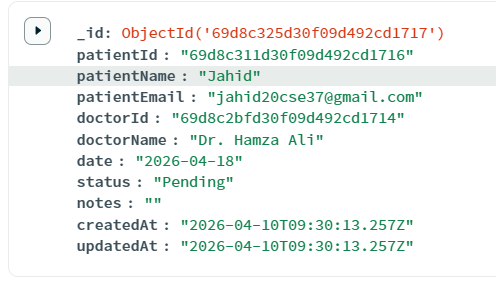 _id: ObjectId('69d8c325d30f09d492cd1717')
patientId : "69d8c311d30f09d492cd1716"
patientName : "Jahid"
patientEmail : "jahid20cse37@gmail.com"
doctorId : "69d8c2bfd30f09d492cd1714"
doctorName : "Dr. Hamza Ali"
date : "2026-04-18"
status : "Pending"
notes : ""
createdAt : "2026-04-10T09:30:13.257Z"
updatedAt : "2026-04-10T09:30:13.257Z"